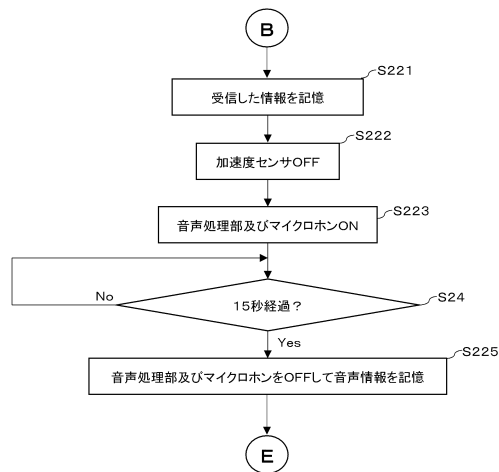 B
S221
受信した情報を記憶
S222
加速度センサOFF
S223
音声処理部及びマイクロホンON
No
15秒経過？
S24
Yes
S225
音声処理部及びマイクロホンをOFFして音声情報を記憶
E